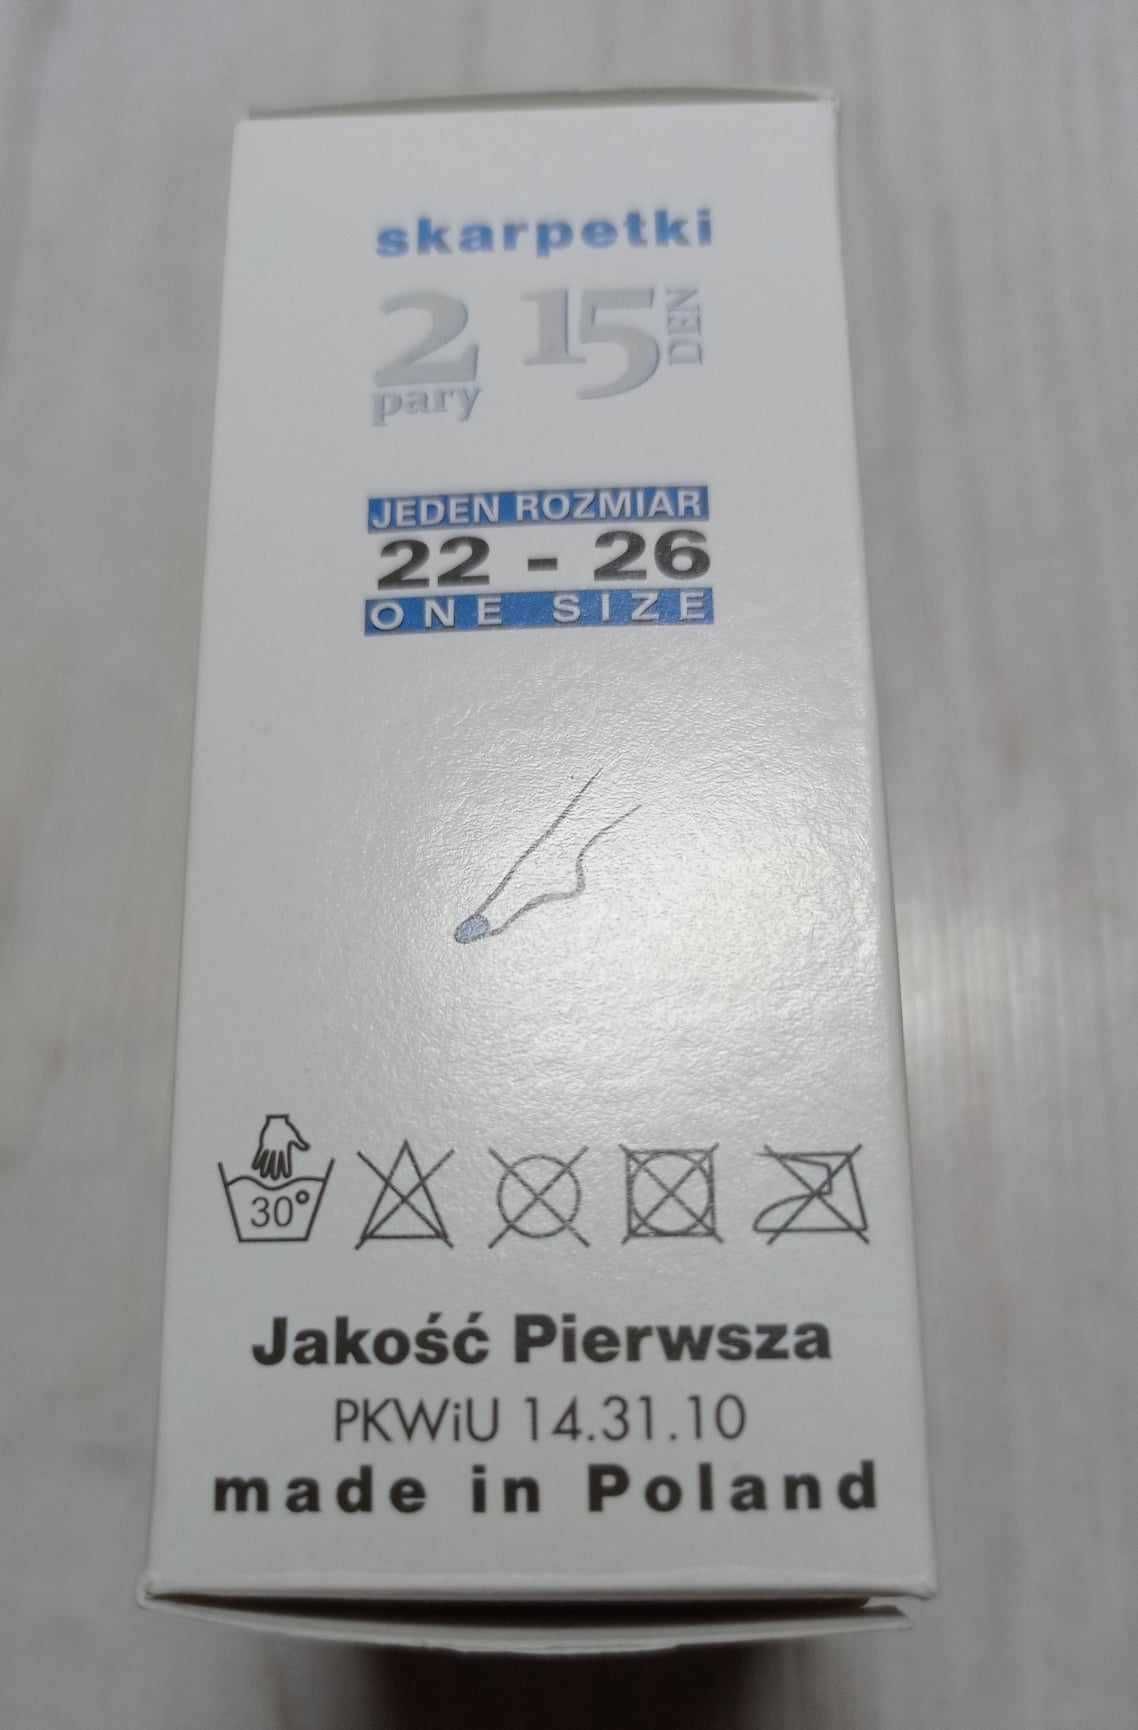 skarpetki
2 15 DEN
pary
JEDEN ROZMIAR
22 - 26
ONE SIZE
30°
Jakość Pierwsza
PKWiU 14.31.10
made in Poland